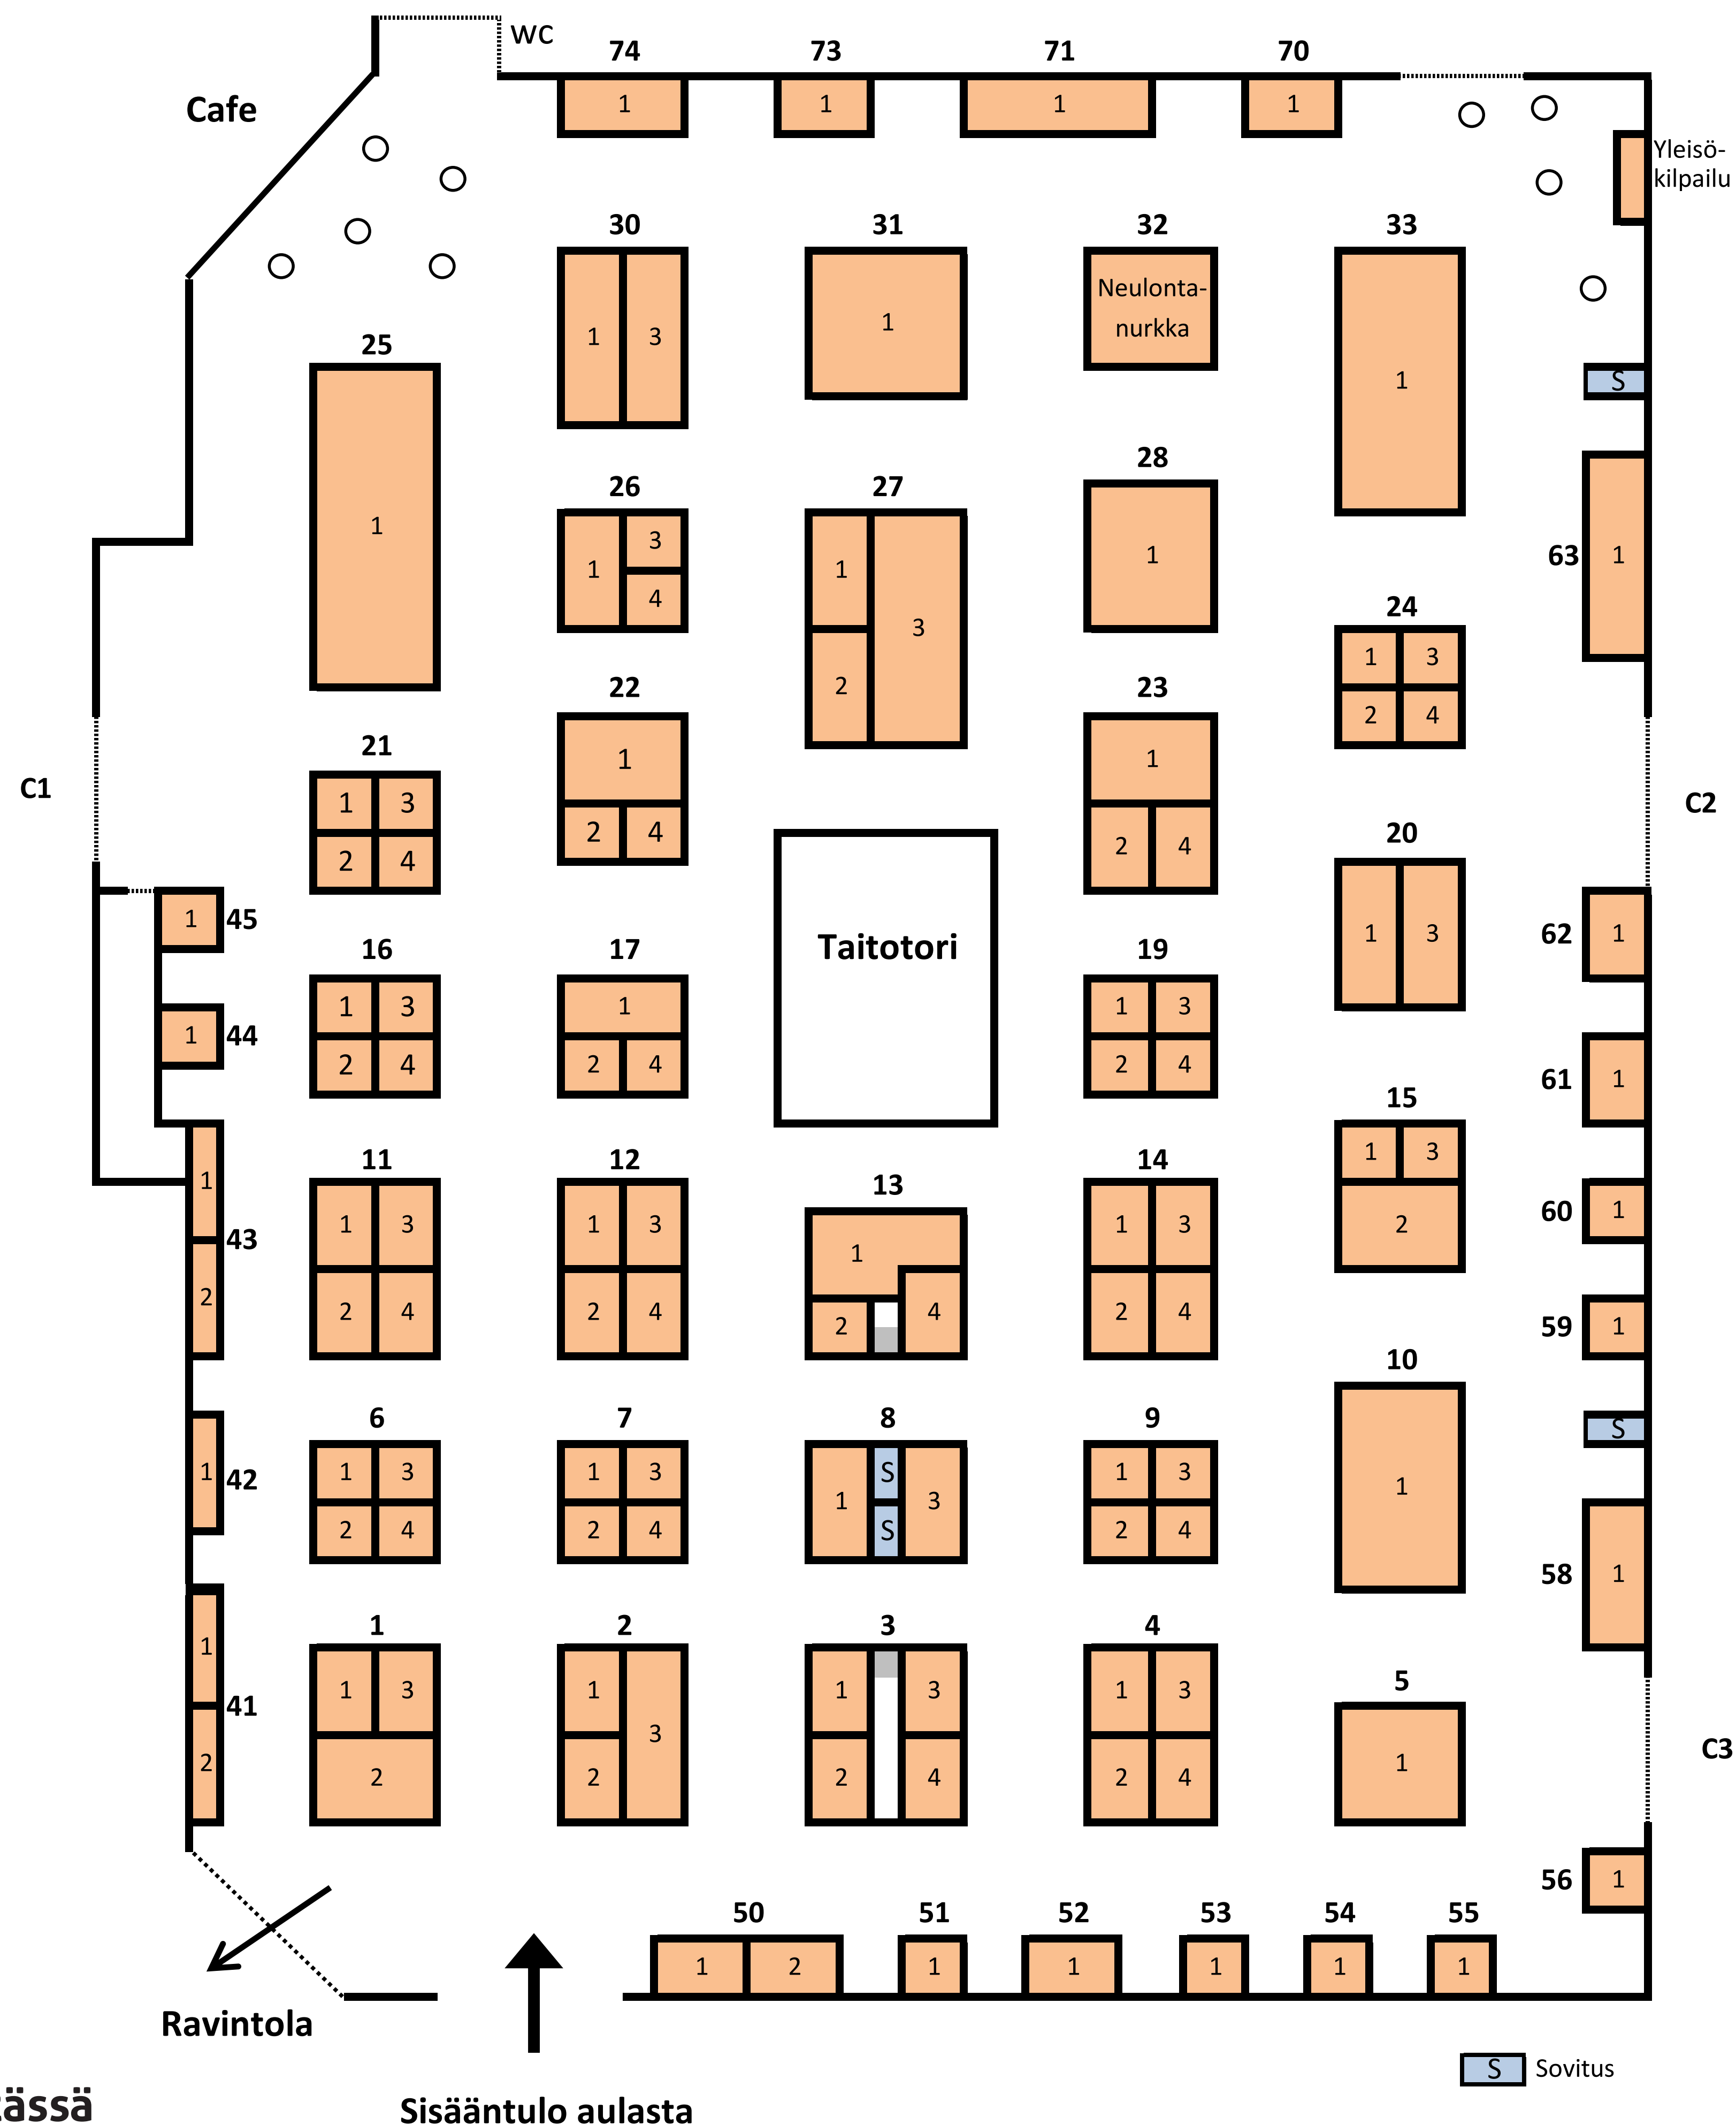 WC
74 73 71 70
Cafe
1 1 1 1
Yleisö-
kilpailu
30 31 32 33
Neulonta-
nurkka
1 3 1
25
1 S
28
26 27
1 3 1 1 1 63 1
1 3 4
24
3
1 3
22 2 23
2 4
21 1 1
C1 C2
1 3 2 4 20
2 4 2 4
1 45 Taitotori 1 3 62 1
16 17 19
1 3 1 1 3
1 44 2 4 2 4 2 4 61 1
15
1 3
11 12 14
13
1 2 60 1
1 3 1 3 1 3
43 1
2 2 4 2 4 2 4 2 4 59 1
10
6 7 8 9
S
1 42 1 3 1 3 1 S 3 1 3 1
2 4 2 4 S 2 4
58 1
1 2 3 4
1 5
1 3 1 1 3 1 3
41 3
2 2 2 2 4 2 4 1 C3
56 1
50 51 52 53 54 55
1 2 1 1 1 1 1
Ravintola
S Sovitus
ässä
Sisääntulo aulasta